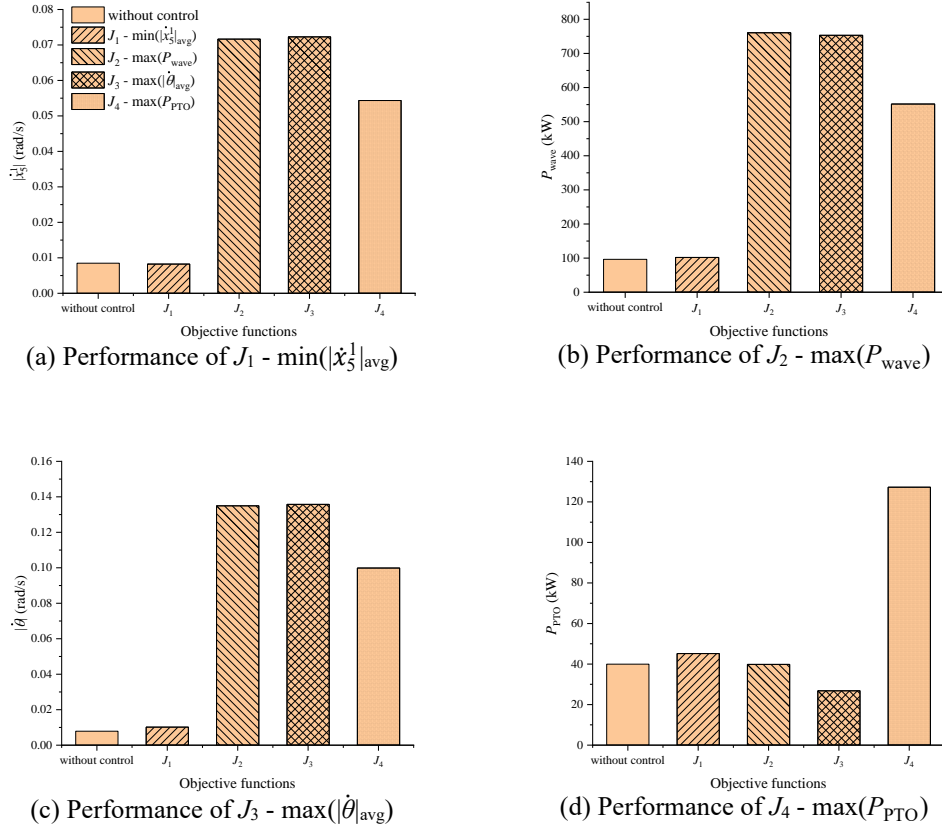 without control
J₁ - min(|ẋ₅¹|avg)
J₂ - max(Pwave)
J₃ - max(|θ̇|avg)
J₄ - max(PPTO)
0.08
0.07
0.06
0.05
0.04
0.03
0.02
0.01
0.00
|ẋ₅¹| (rad/s)
without control J₁ J₂ J₃ J₄
Objective functions
(a) Performance of J₁ - min(|ẋ₅¹|avg)
800
700
600
500
400
300
200
100
0
Pwave (kW)
without control J₁ J₂ J₃ J₄
Objective functions
(b) Performance of J₂ - max(Pwave)
0.16
0.14
0.12
0.10
0.08
0.06
0.04
0.02
0.00
|θ̇| (rad/s)
without control J₁ J₂ J₃ J₄
Objective functions
(c) Performance of J₃ - max(|θ̇|avg)
140
120
100
80
60
40
20
0
PPTO (kW)
without control J₁ J₂ J₃ J₄
Objective functions
(d) Performance of J₄ - max(PPTO)